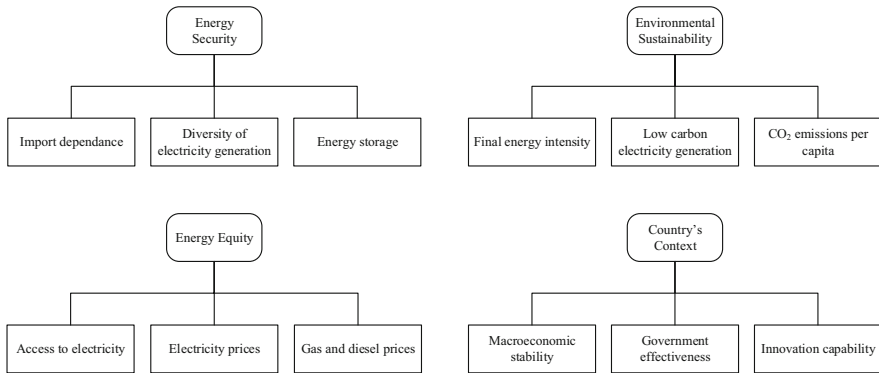 Energy
Security
Import dependance
Diversity of
electricity generation
Energy storage
Environmental
Sustainability
Final energy intensity
Low carbon
electricity generation
CO₂ emissions per
capita
Energy Equity
Access to electricity
Electricity prices
Gas and diesel prices
Country's
Context
Macroeconomic
stability
Government
effectiveness
Innovation capability